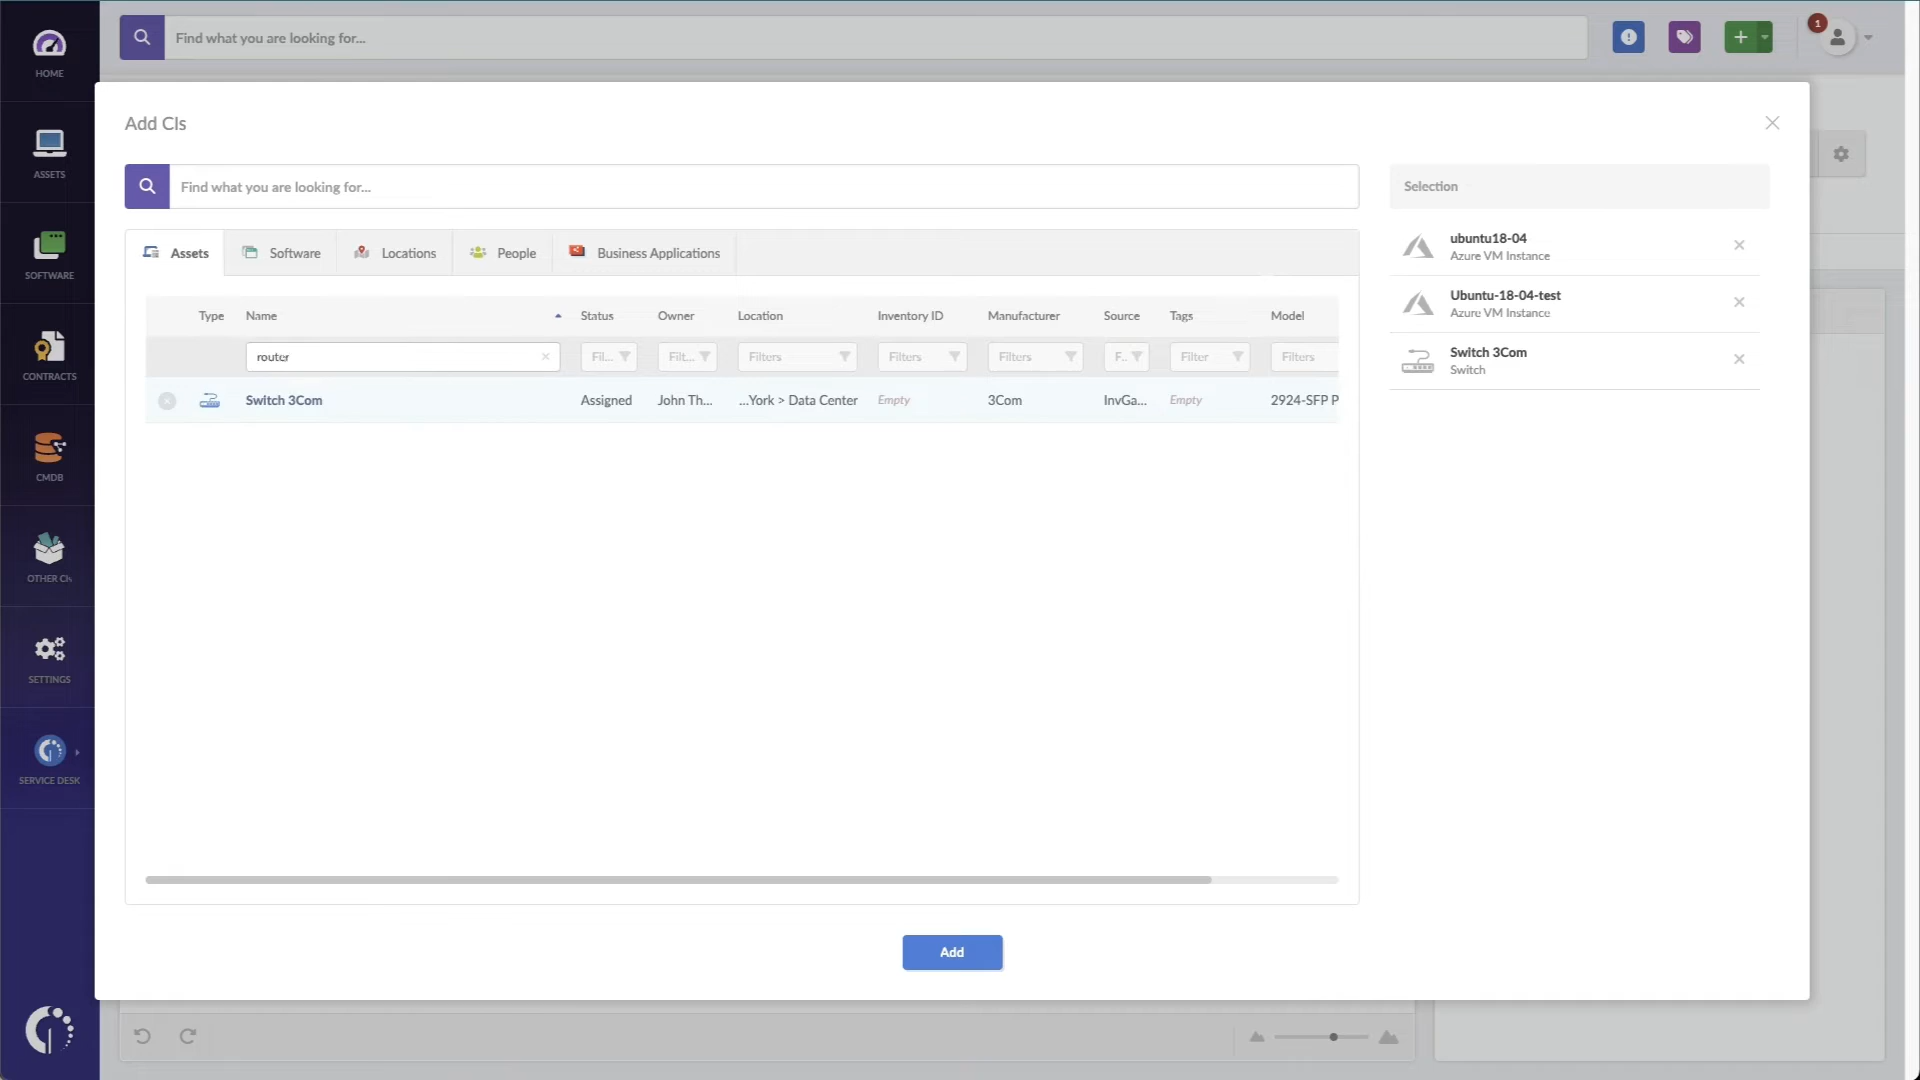 HOME
Find what you are looking for...
1
ASSETS
SOFTWARE
CONTRACTS
CMDB
OTHER CIs
SETTINGS
SERVICE DESK
Add CIs
Find what you are looking for...
Assets
Software
Locations
People
Business Applications
Type Name Status Owner Location Inventory ID Manufacturer Source Tags Model
router Fil... Filt... Filters Filters Filters F.. Filter Filters
Switch 3Com Assigned John Th... ...York > Data Center Empty 3Com InvGa... Empty 2924-SFP P
Selection
ubuntu18-04
Azure VM Instance
Ubuntu-18-04-test
Azure VM Instance
Switch 3Com
Switch
Add